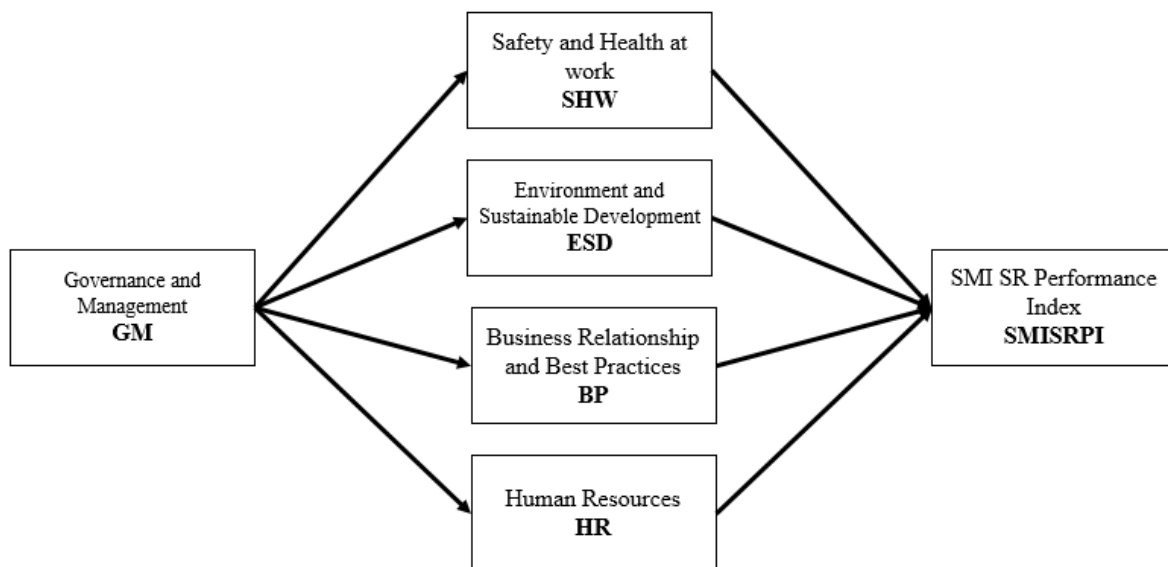 Safety and Health at
work
SHW
Environment and
Sustainable Development
ESD
Governance and
Management
GM
SMI SR Performance
Index
SMISRPI
Business Relationship
and Best Practices
BP
Human Resources
HR